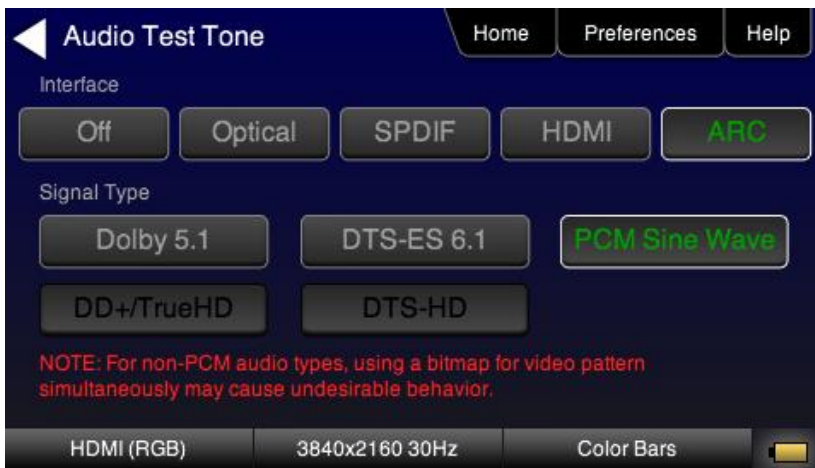 Audio Test Tone
Home Preferences Help
Interface
Off Optical SPDIF HDMI ARC
Signal Type
Dolby 5.1 DTS-ES 6.1 PCM Sine Wave
DD+/TrueHD DTS-HD
NOTE: For non-PCM audio types, using a bitmap for video pattern
simultaneously may cause undesirable behavior.
HDMI (RGB) 3840x2160 30Hz Color Bars